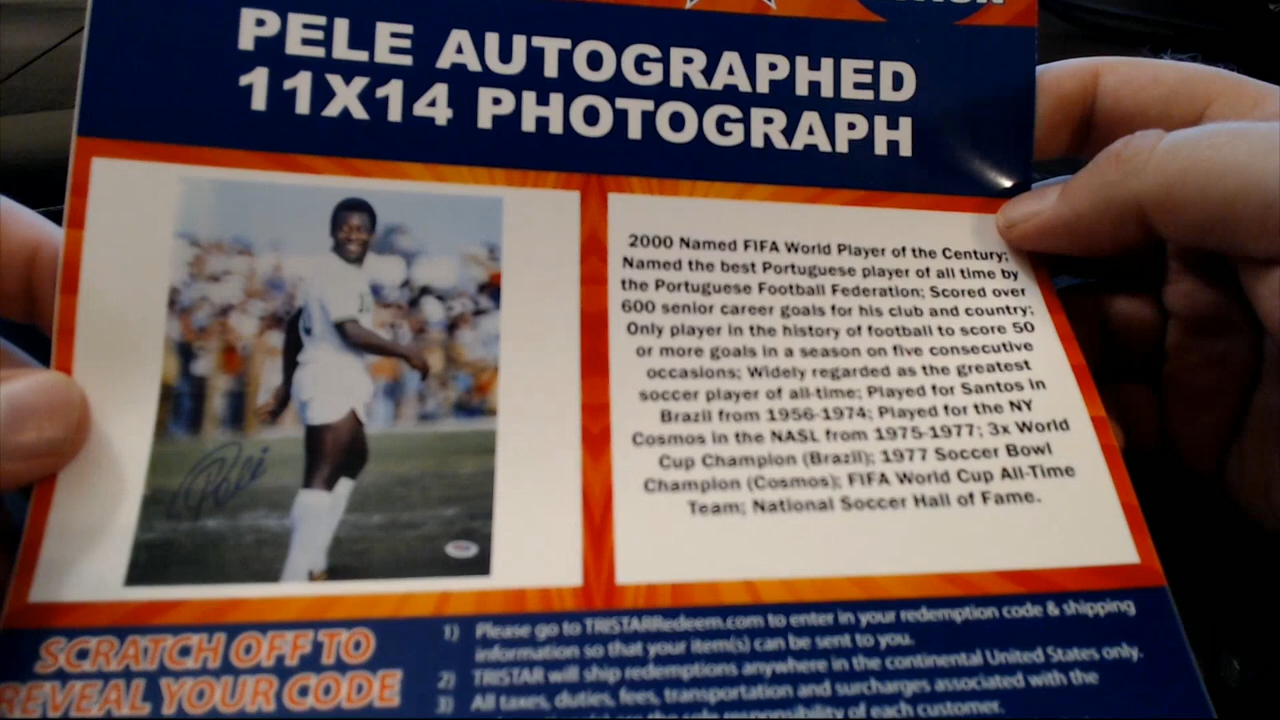 PELE AUTOGRAPHED
11X14 PHOTOGRAPH
Pelé
2000 Named FIFA World Player of the Century;
Named the best Portuguese player of all time by
the Portuguese Football Federation; Scored over
600 senior career goals for his club and country;
Only player in the history of football to score 50
or more goals in a season on five consecutive
occasions; Widely regarded as the greatest
soccer player of all-time; Played for Santos in
Brazil from 1956-1974; Played for the NY
Cosmos in the NASL from 1975-1977; 3x World
Cup Champion (Brazil); 1977 Soccer Bowl
Champion (Cosmos); FIFA World Cup All-Time
Team; National Soccer Hall of Fame.
SCRATCH OFF TO
REVEAL YOUR CODE
1) Please go to TRISTARRedeem.com to enter in your redemption code & shipping
information so that your item(s) can be sent to you.
2) TRISTAR will ship redemptions anywhere in the continental United States only.
3) All taxes, duties, fees, transportation and surcharges associated with the
responsibility of each customer.